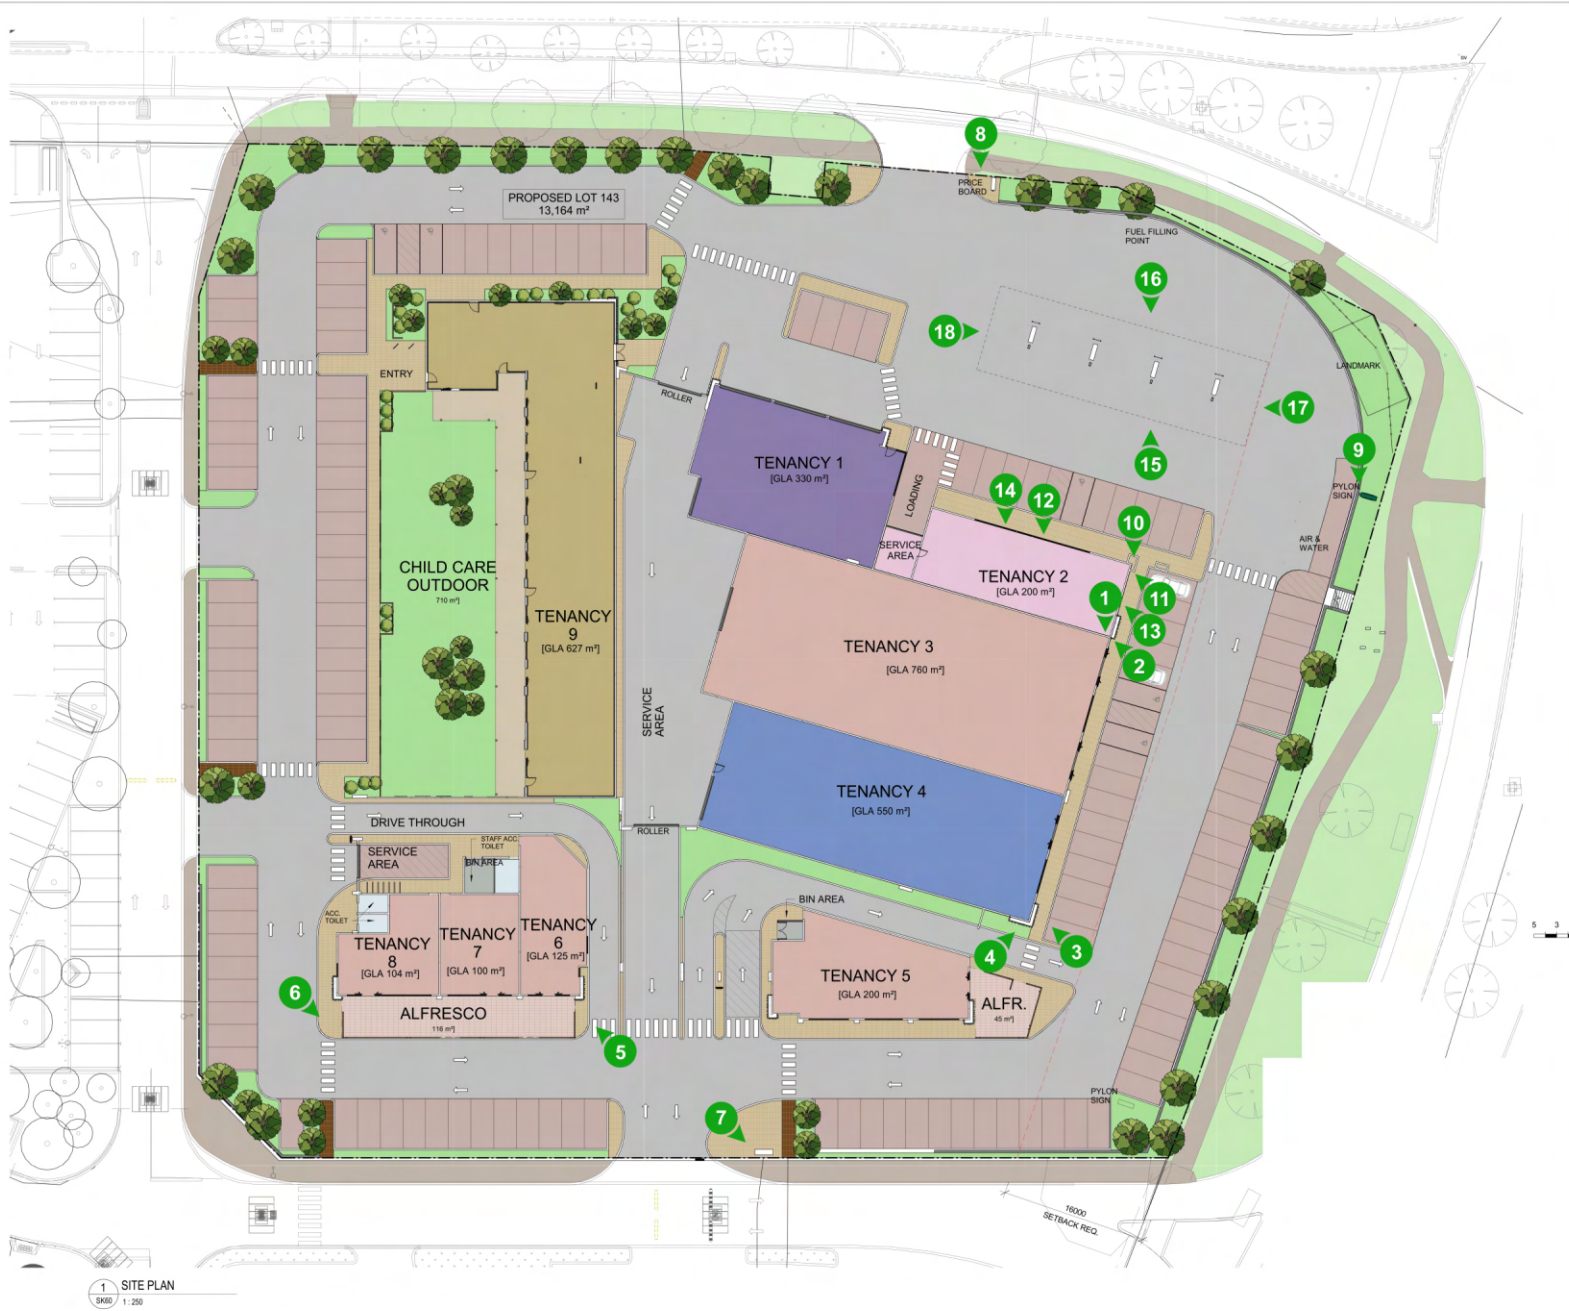 8
PRICE
BOARD
PROPOSED LOT 143
13,164 m²
FUEL FILLING
POINT
16
18
LANDMARK
ENTRY
ROLLER
17
15
9
PYLON
SIGN
TENANCY 1
[GLA 330 m²]
LOADING
14
12
10
AIR &
WATER
SERVICE
AREA
CHILD CARE
OUTDOOR
710 m²]
TENANCY 2
[GLA 200 m²]
11
1
13
TENANCY
9
[GLA 627 m²]
TENANCY 3
[GLA 760 m²]
2
SERVICE
AREA
TENANCY 4
[GLA 550 m²]
DRIVE THROUGH
ROLLER
STAFF ACC.
TOILET
SERVICE
AREA
BIN AREA
BIN AREA
ACC.
TOILET
TENANCY
8
[GLA 104 m²]
TENANCY
7
[GLA 100 m²]
TENANCY
6
[GLA 125 m²]
5 3
4
3
TENANCY 5
[GLA 200 m²]
6
ALFRESCO
116 m²]
ALFR.
45 m²]
5
PYLON
SIGN
7
16000
SETBACK REQ.
1
SK60
SITE PLAN
1 : 250